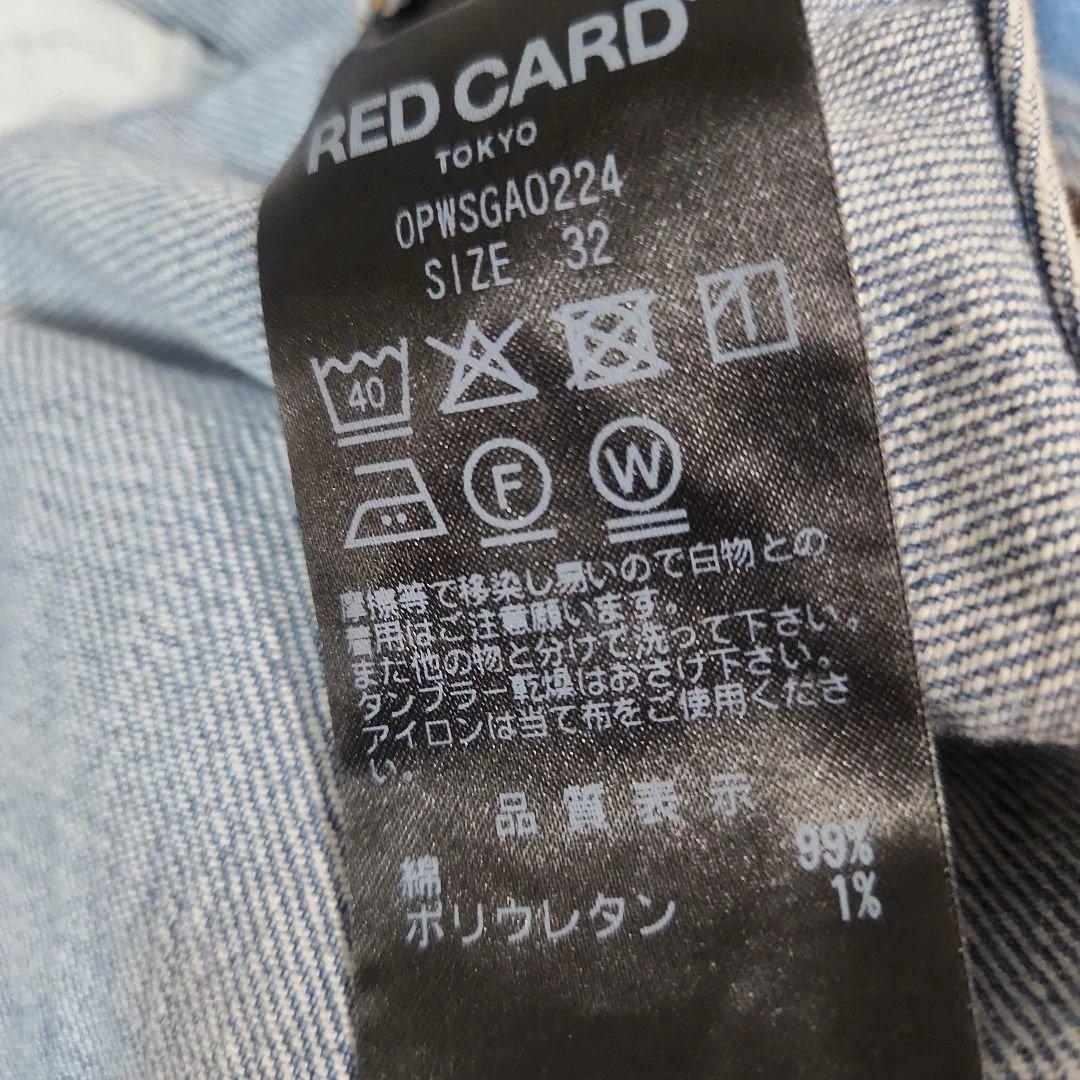 RED CARD
TOKYO
OPWSGA0224
SIZE 32
40
F
W
摩擦等で移染し易いので白物との
着用はご注意願います。
また他の物と分けて洗って下さい。
タンブラー乾燥はおさけ下さい。
アイロンは当て布をご使用くださ
い。
品質表示
綿 99%
ポリウレタン 1%